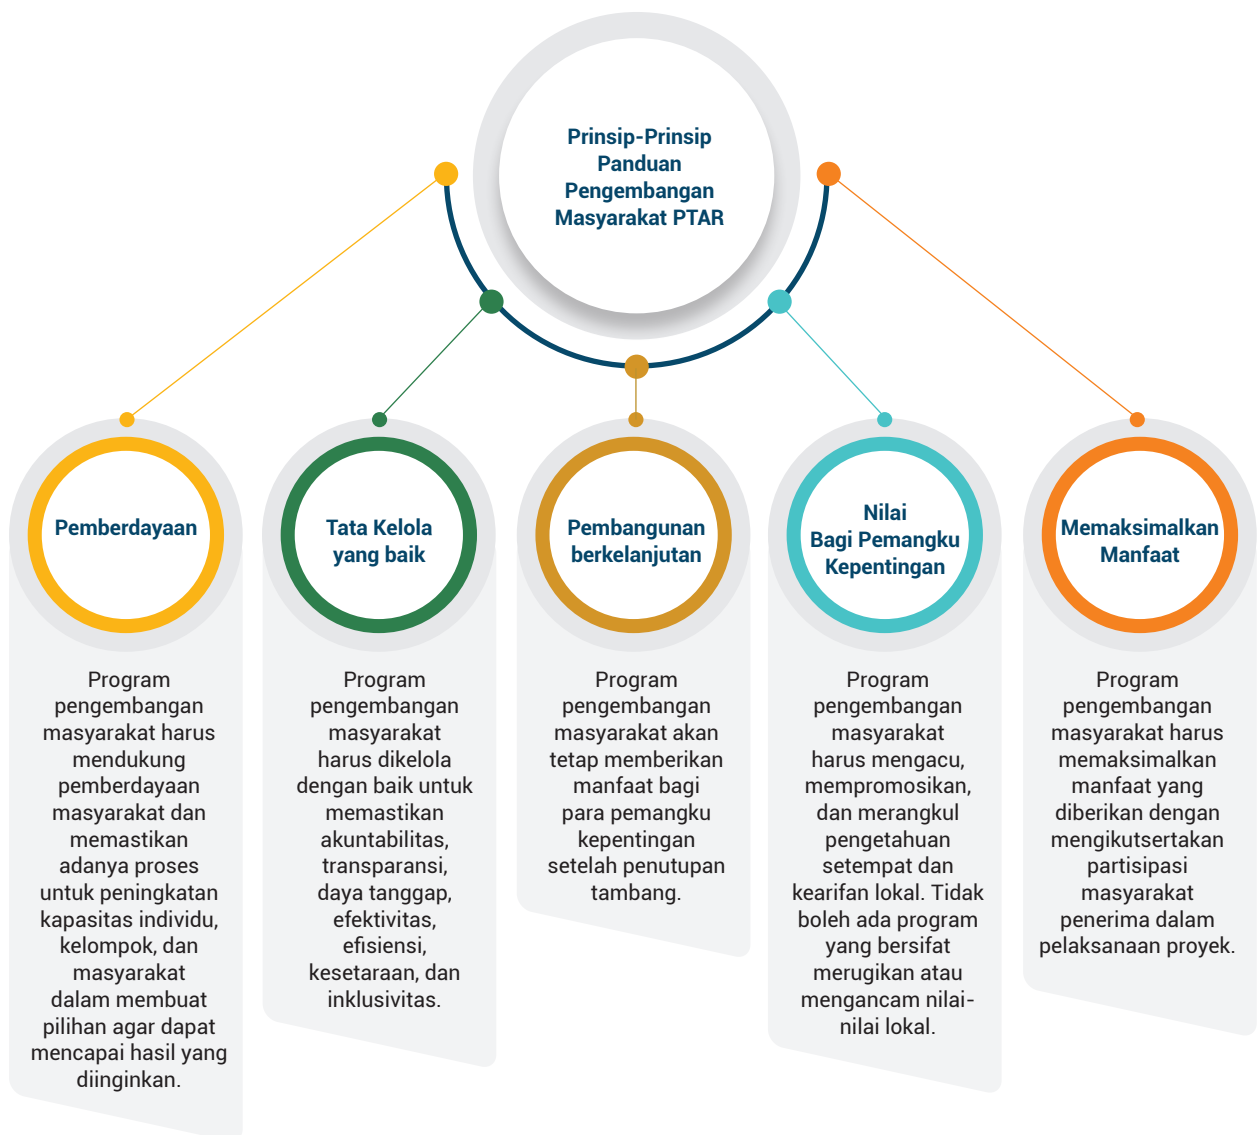 Prinsip-Prinsip
Panduan
Pengembangan
Masyarakat PTAR
Pemberdayaan
Program
pengembangan
masyarakat harus
mendukung
pemberdayaan
masyarakat dan
memastikan
adanya proses
untuk peningkatan
kapasitas individu,
kelompok, dan
masyarakat
dalam membuat
pilihan agar dapat
mencapai hasil yang
diinginkan.
Tata Kelola
yang baik
Program
pengembangan
masyarakat
harus dikelola
dengan baik untuk
memastikan
akuntabilitas,
transparansi,
daya tanggap,
efektivitas,
efisiensi,
kesetaraan, dan
inklusivitas.
Pembangunan
berkelanjutan
Program
pengembangan
masyarakat akan
tetap memberikan
manfaat bagi
para pemangku
kepentingan
setelah penutupan
tambang.
Nilai
Bagi Pemangku
Kepentingan
Program
pengembangan
masyarakat
harus mengacu,
mempromosikan,
dan merangkul
pengetahuan
setempat dan
kearifan lokal. Tidak
boleh ada program
yang bersifat
merugikan atau
mengancam nilai-
nilai lokal.
Memaksimalkan
Manfaat
Program
pengembangan
masyarakat harus
memaksimalkan
manfaat yang
diberikan dengan
mengikutsertakan
partisipasi
masyarakat
penerima dalam
pelaksanaan proyek.